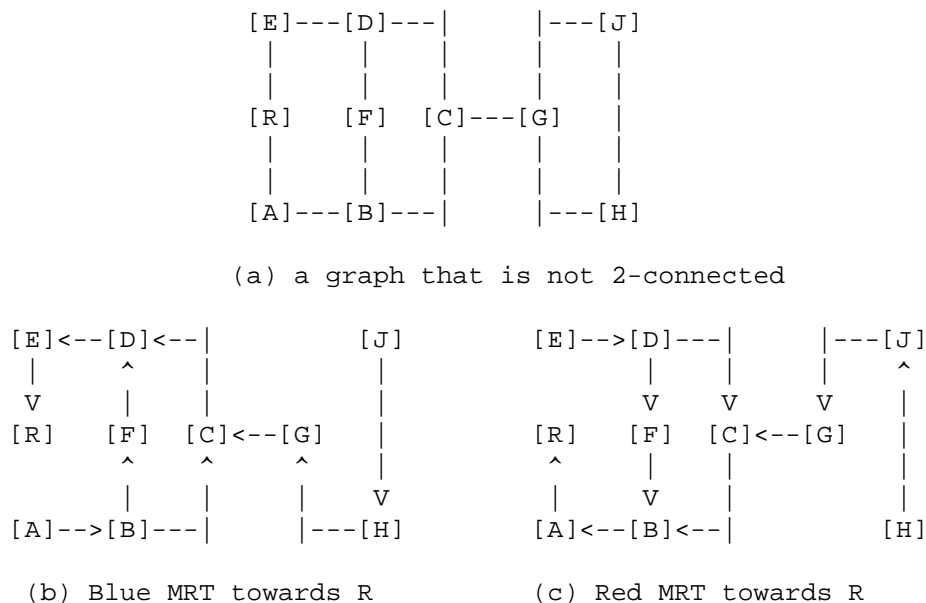 [E]---[D]---|     |---[J]
 |     |    |     |    |
 |     |    |     |    |
[R]   [F]  [C]---[G]   |
 |     |    |     |    |
 |     |    |     |    |
[A]---[B]---|     |---[H]
(a) a graph that is not 2-connected
[E]<--[D]<--|         [J]        [E]-->[D]---|     |---[J]
 |     ^    |          |               |    |     |    ^
 V     |    |          |               V    V     V    |
[R]   [F]  [C]<--[G]   |         [R]   [F]  [C]<--[G]   |
       ^    ^     ^    |          ^     |    |          |
       |    |     |    V          |     V    |          |
[A]-->[B]---|     |---[H]        [A]<--[B]<--|         [H]
(b) Blue MRT towards R           (c) Red MRT towards R